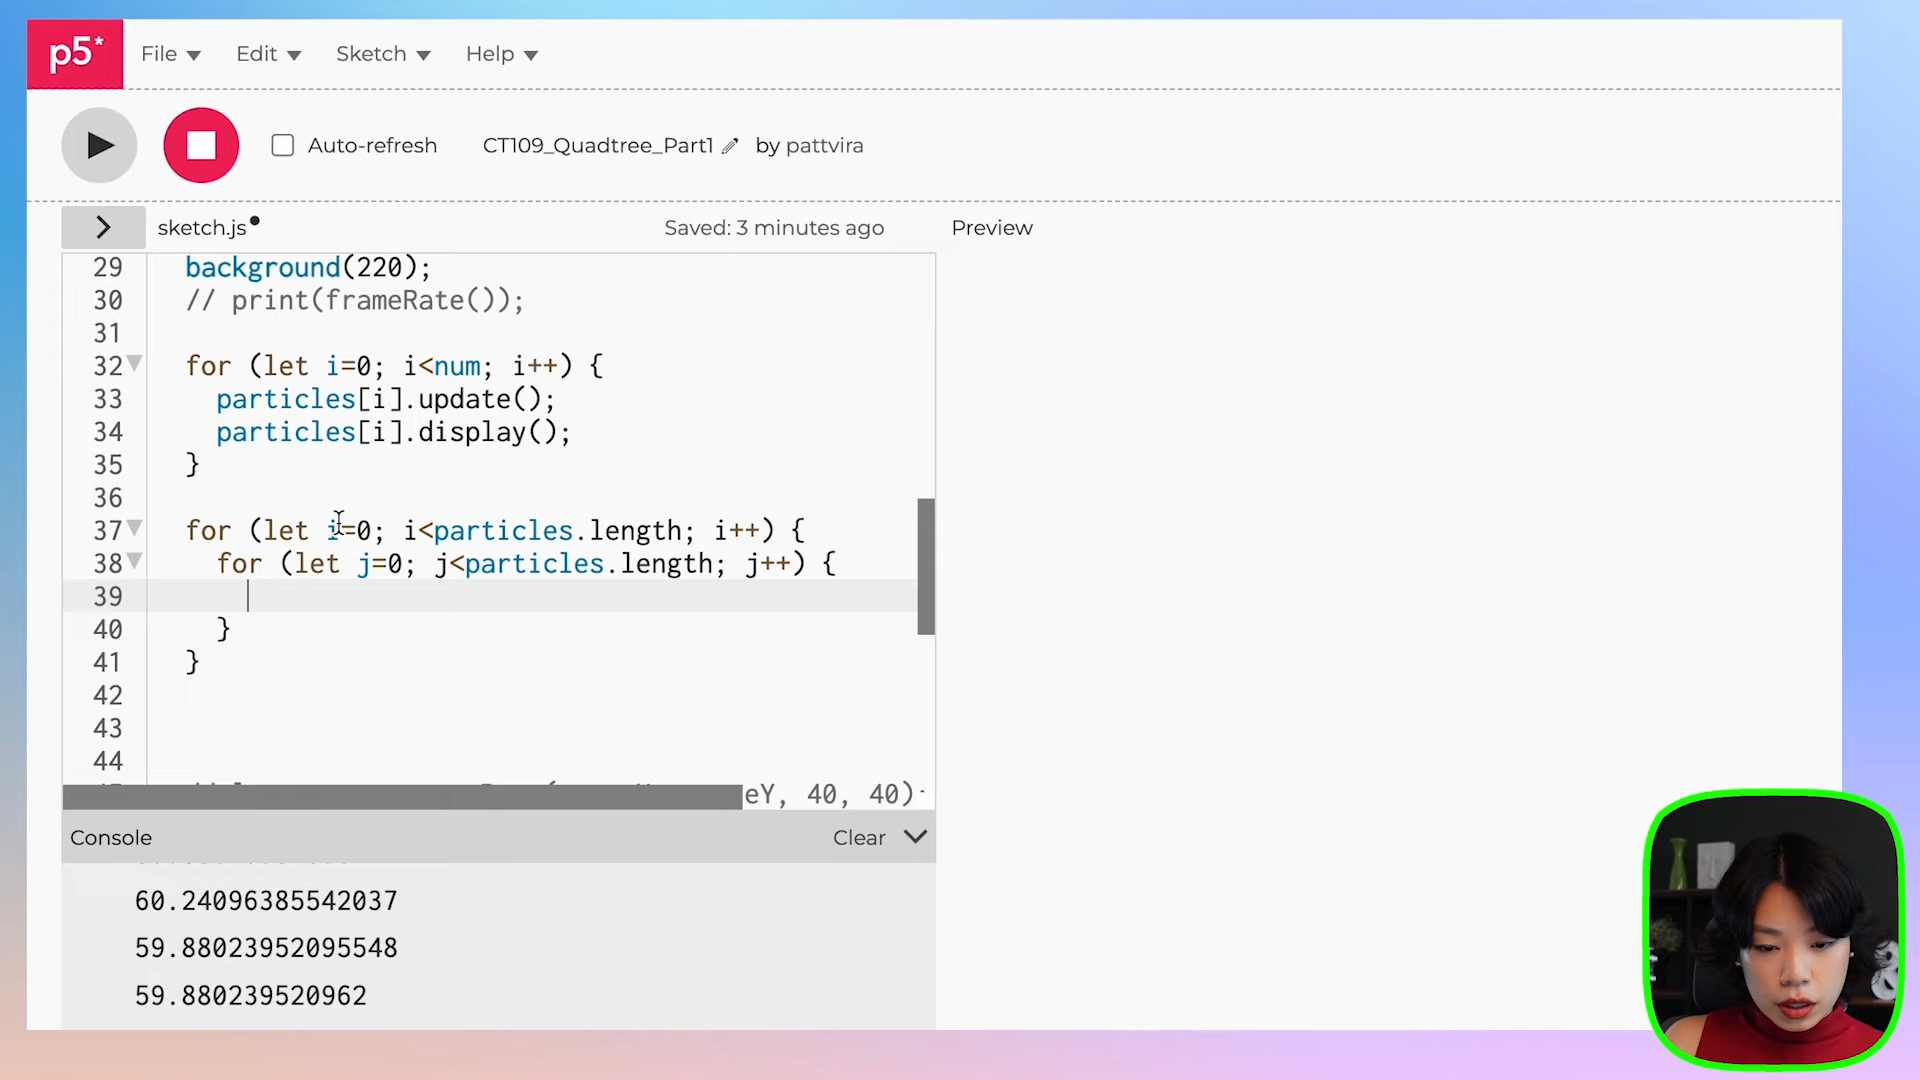 p5* File Edit Sketch Help
Auto-refresh CT109_Quadtree_Part1 by pattvira
sketch.js Saved: 3 minutes ago Preview
29 background(220);
30 // print(frameRate());
31
32 for (let i=0; i<num; i++) {
33 particles[i].update();
34 particles[i].display();
35 }
36
37 for (let i=0; i<particles.length; i++) {
38 for (let j=0; j<particles.length; j++) {
39
40 }
41 }
42
43
44
eY, 40, 40)
Console Clear
60.24096385542037
59.88023952095548
59.880239520962